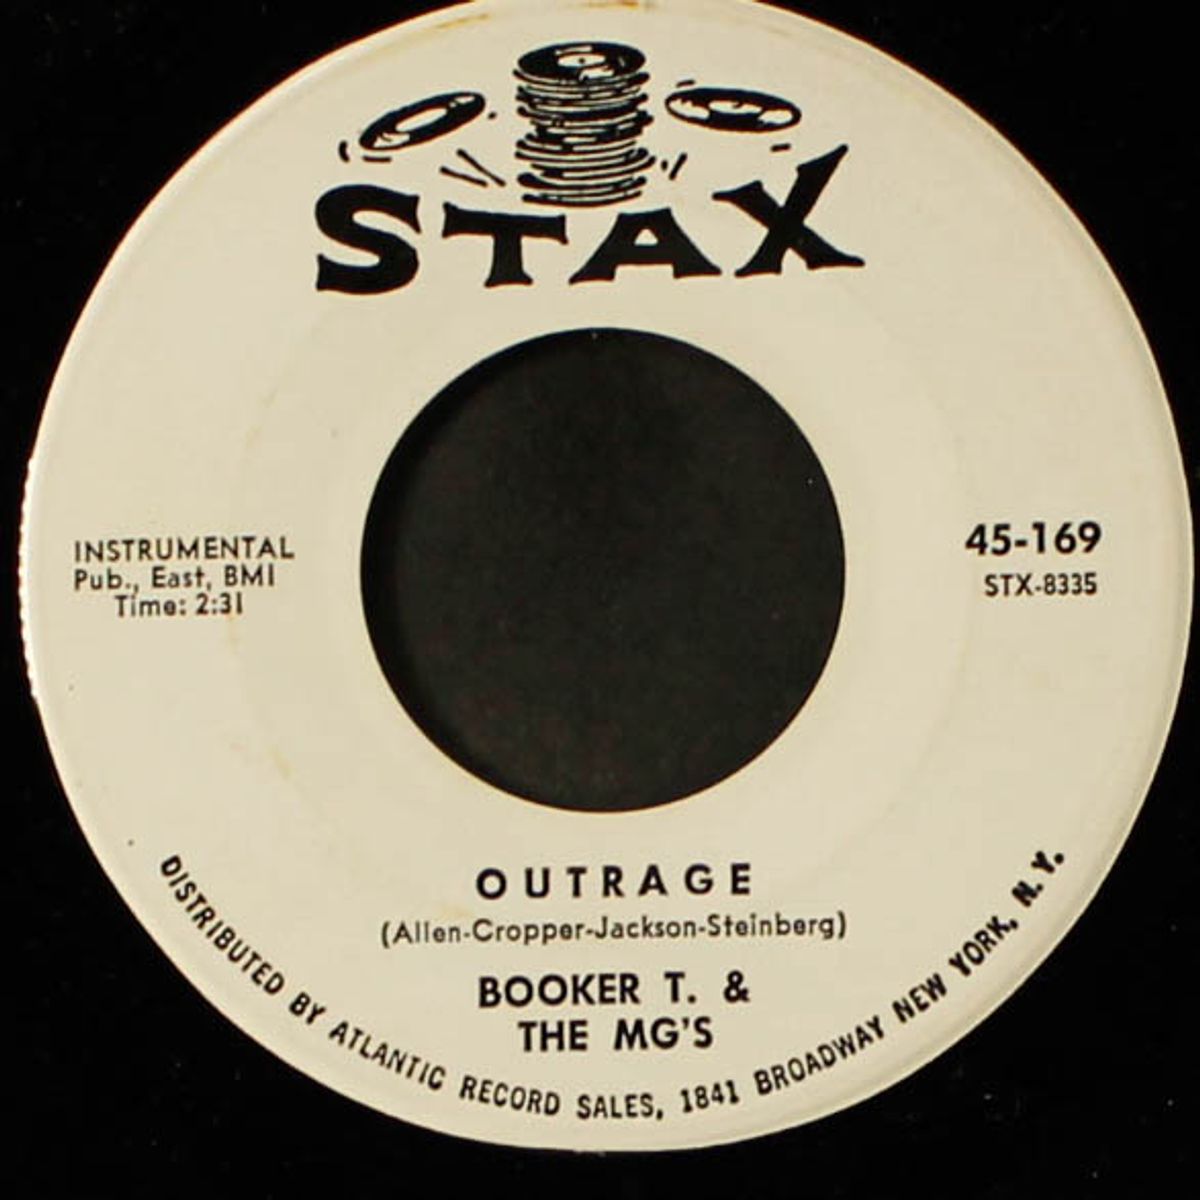 STAX
INSTRUMENTAL
Pub., East, BMI
Time: 2:31
45-169
STX-8335
OUTRAGE
(Allen-Cropper-Jackson-Steinberg)
BOOKER T. &
THE MG'S
DISTRIBUTED BY ATLANTIC RECORD SALES, 1841 BROADWAY NEW YORK, N.Y.